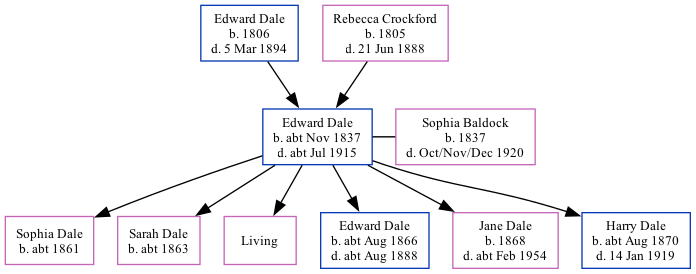 Edward Dale
b. 1806
d. 5 Mar 1894
Rebecca Crockford
b. 1805
d. 21 Jun 1888
Edward Dale
b. abt Nov 1837
d. abt Jul 1915
Sophia Baldock
b. 1837
d. Oct/Nov/Dec 1920
Sophia Dale
b. abt 1861
Sarah Dale
b. abt 1863
Living
Edward Dale
b. abt Aug 1866
d. abt Aug 1888
Jane Dale
b. 1868
d. abt Feb 1954
Harry Dale
b. abt Aug 1870
d. 14 Jan 1919